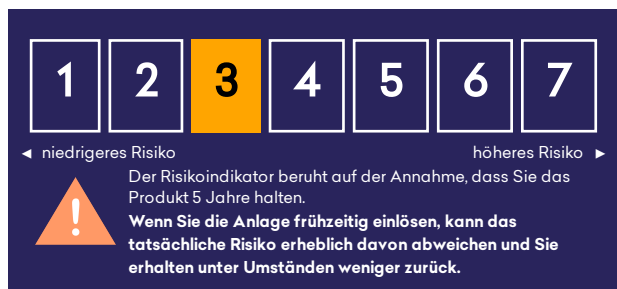 1 2 3 4 5 6 7
◄ niedrigeres Risiko höheres Risiko ►
Der Risikoindikator beruht auf der Annahme, dass Sie das
Produkt 5 Jahre halten.
Wenn Sie die Anlage frühzeitig einlösen, kann das
tatsächliche Risiko erheblich davon abweichen und Sie
erhalten unter Umständen weniger zurück.
!